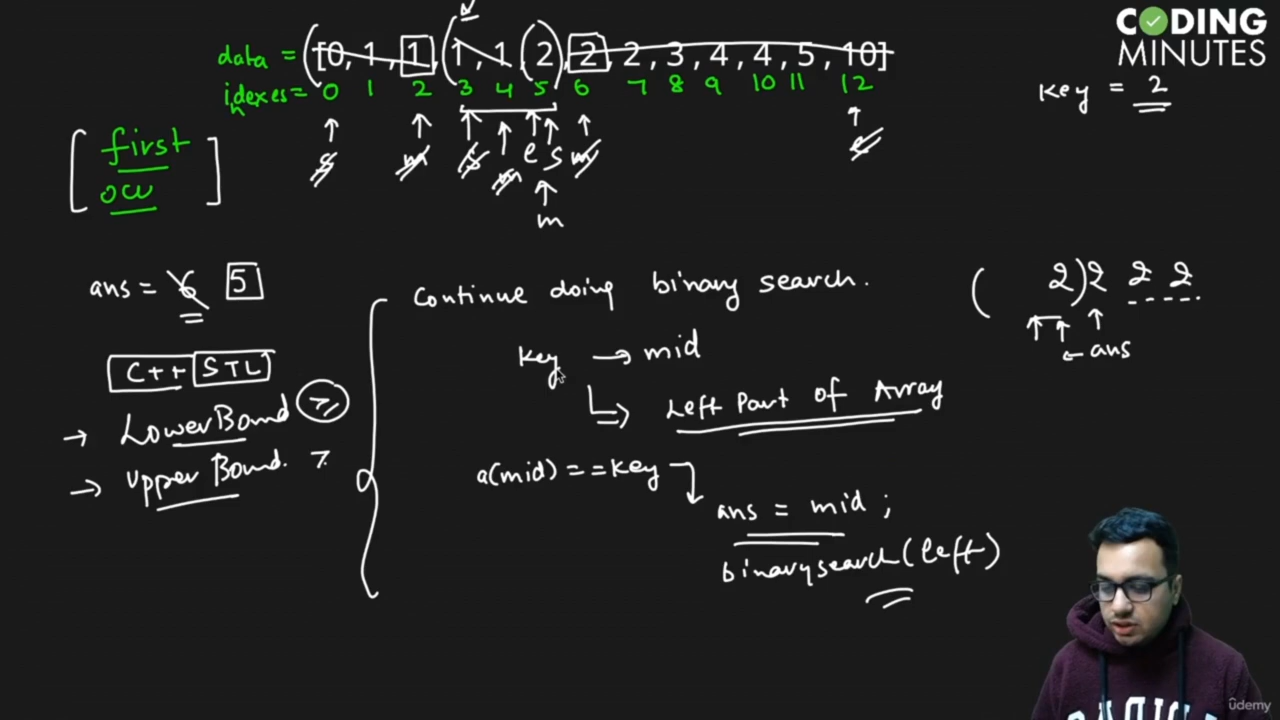 CODING
MINUTES
data = ([0, 1, 1, (1, 1, (2), 2, 2, 3, 4, 4, 5, 10]
idexes = 0 1 2 3 4 5 6 7 8 9 10 11 12
n
key = 2
s m s m e s m e
m
[ first
occ ]
ans = 6 5
C++ STL
→ LowerBound >=
→ Upper Bound. >
Continue doing binary search.
key → mid
Left Part of Array
a(mid) == key
ans = mid ;
binarysearch(left)
( 2) 2 2 2
← ans
ûdemy